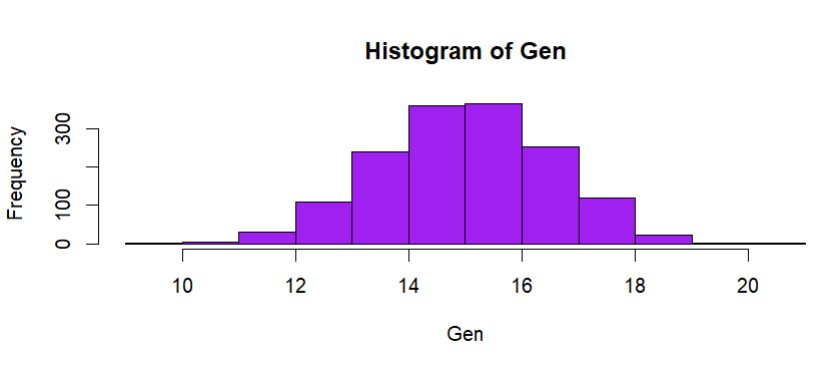 Histogram of Gen
Frequency
300
100
0
10 12 14 16 18 20
Gen